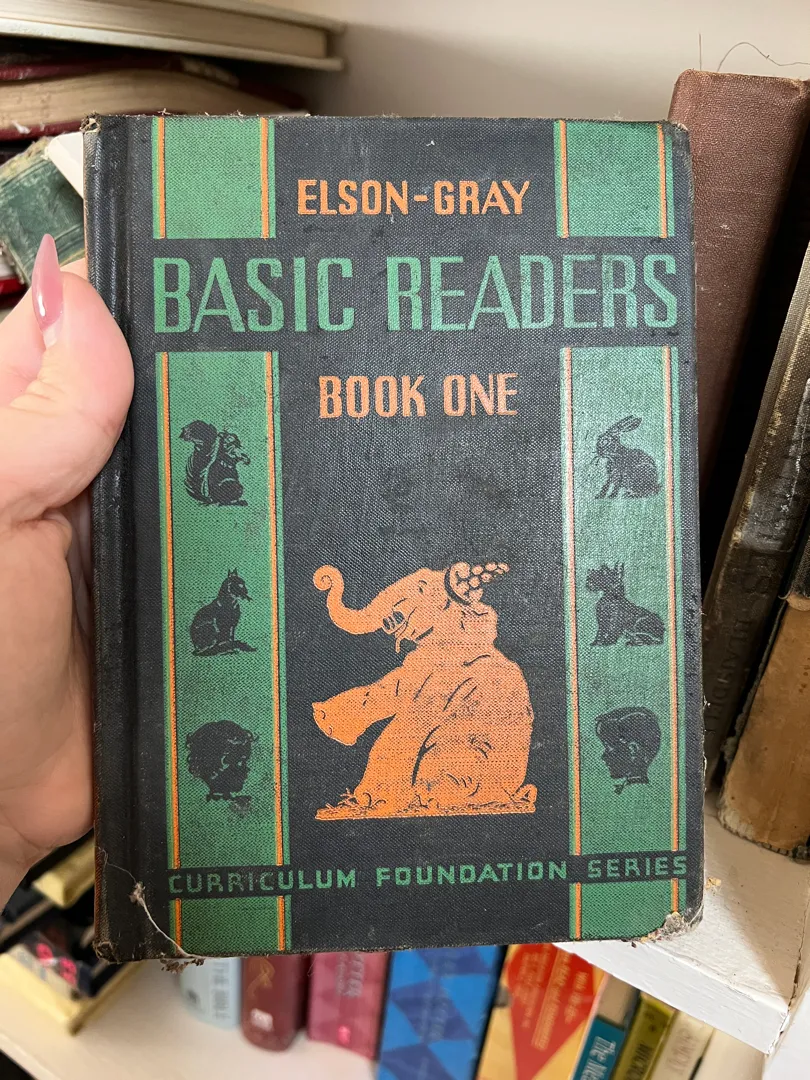 ELSON-GRAY
BASIC READERS
BOOK ONE
CURRICULUM FOUNDATION SERIES